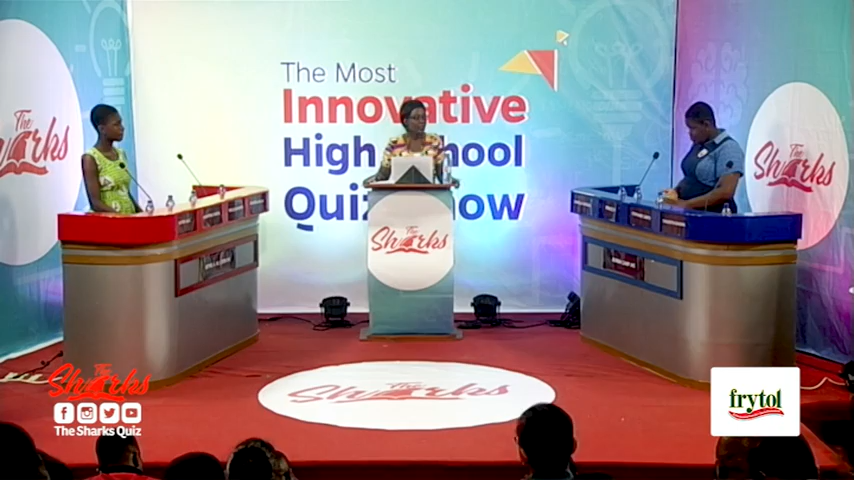 The Most
Innovative
High School
Quiz Show
The
Sharks
The
Sharks
The
Sharks
The
Sharks
The
Sharks
The Sharks Quiz
frytol